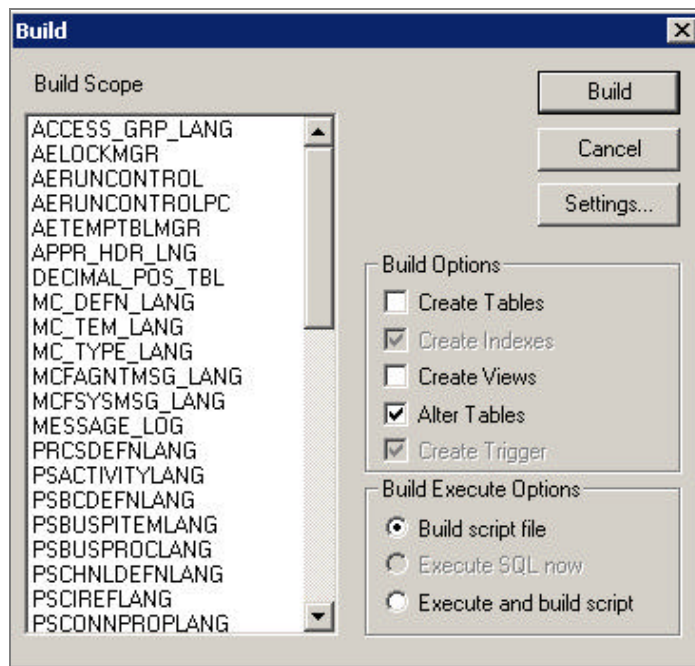 Build
Build Scope
ACCESS_GRP_LANG
AELOCKMGR
AERUNCONTROL
AERUNCONTROLPC
AETEMPTBLMGR
APPR_HDR_LNG
DECIMAL_POS_TBL
MC_DEFN_LANG
MC_TEM_LANG
MC_TYPE_LANG
MCFAGNTMSG_LANG
MCFSYSMSG_LANG
MESSAGE_LOG
PRCSDEFNLANG
PSACTIVITYLANG
PSBCDEFNLANG
PSBUSPITEMLANG
PSBUSPROCLANG
PSCHNLDEFNLANG
PSCIREFLANG
PSCONNPROPLANG
Build
Cancel
Settings...
Build Options
Create Tables
Create Indexes
Create Views
Alter Tables
Create Trigger
Build Execute Options
Build script file
Execute SQL now
Execute and build script